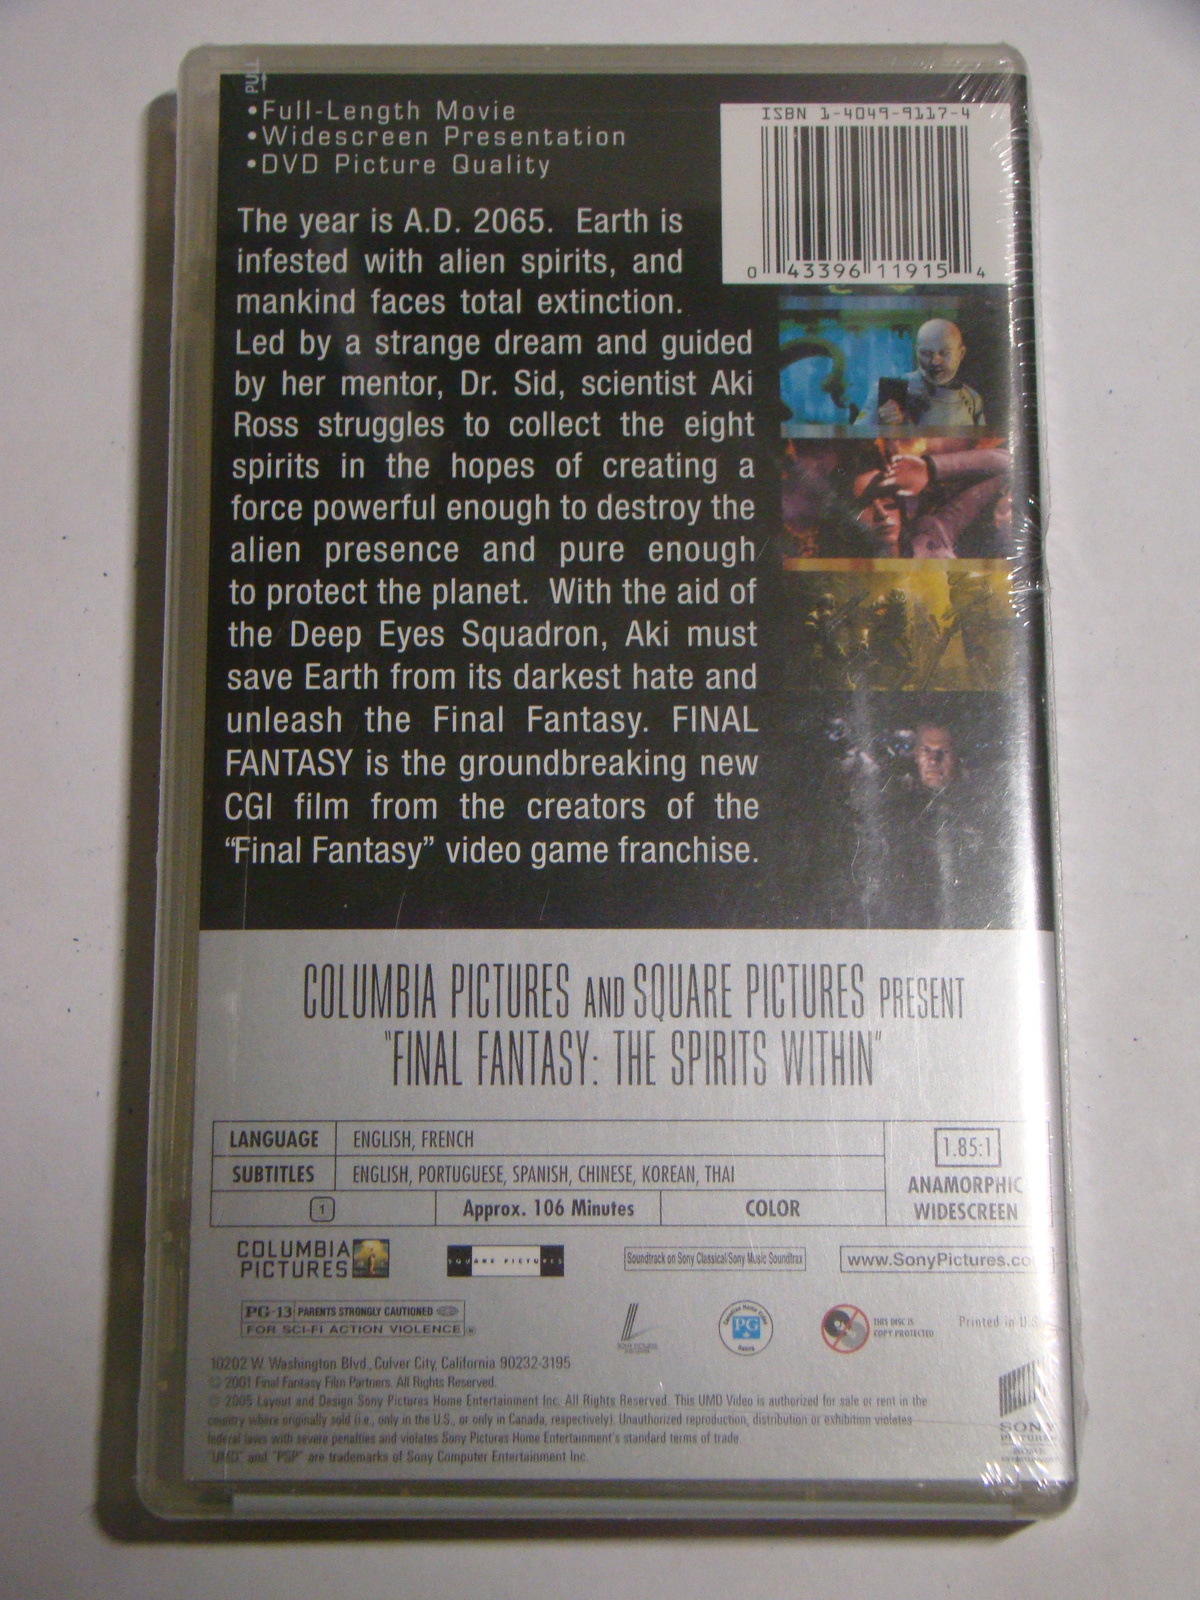 PULL
•Full-Length Movie
•Widescreen Presentation
•DVD Picture Quality
ISBN 1-4049-9117-4
0 43396 11915 4
The year is A.D. 2065. Earth is
infested with alien spirits, and
mankind faces total extinction.
Led by a strange dream and guided
by her mentor, Dr. Sid, scientist Aki
Ross struggles to collect the eight
spirits in the hopes of creating a
force powerful enough to destroy the
alien presence and pure enough
to protect the planet. With the aid of
the Deep Eyes Squadron, Aki must
save Earth from its darkest hate and
unleash the Final Fantasy. FINAL
FANTASY is the groundbreaking new
CGI film from the creators of the
“Final Fantasy” video game franchise.
COLUMBIA PICTURES AND SQUARE PICTURES PRESENT
"FINAL FANTASY: THE SPIRITS WITHIN"
LANGUAGE ENGLISH, FRENCH
SUBTITLES ENGLISH, PORTUGUESE, SPANISH, CHINESE, KOREAN, THAI
1 Approx. 106 Minutes COLOR
1.85:1
ANAMORPHIC
WIDESCREEN
COLUMBIA
PICTURES
SQUARE PICTURES
Soundtrack on Sony Classical/Sony Music Soundtrax
www.SonyPictures.co
PG-13 PARENTS STRONGLY CAUTIONED
FOR SCI-FI ACTION VIOLENCE
Canadian Home Video
PG
THIS DISC IS
COPY PROTECTED
Printed in U.S.
10202 W. Washington Blvd., Culver City, California 90232-3195
© 2001 Final Fantasy Film Partners. All Rights Reserved.
© 2005 Layout and Design Sony Pictures Home Entertainment Inc. All Rights Reserved. This UMD Video is authorized for sale or rent in the
country where originally sold (i.e., only in the U.S., or only in Canada, respectively). Unauthorized reproduction, distribution or exhibition violates
federal laws with severe penalties and violates Sony Pictures Home Entertainment's standard terms of trade.
"UMD" and "PSP" are trademarks of Sony Computer Entertainment Inc.
SONY
PICTURES